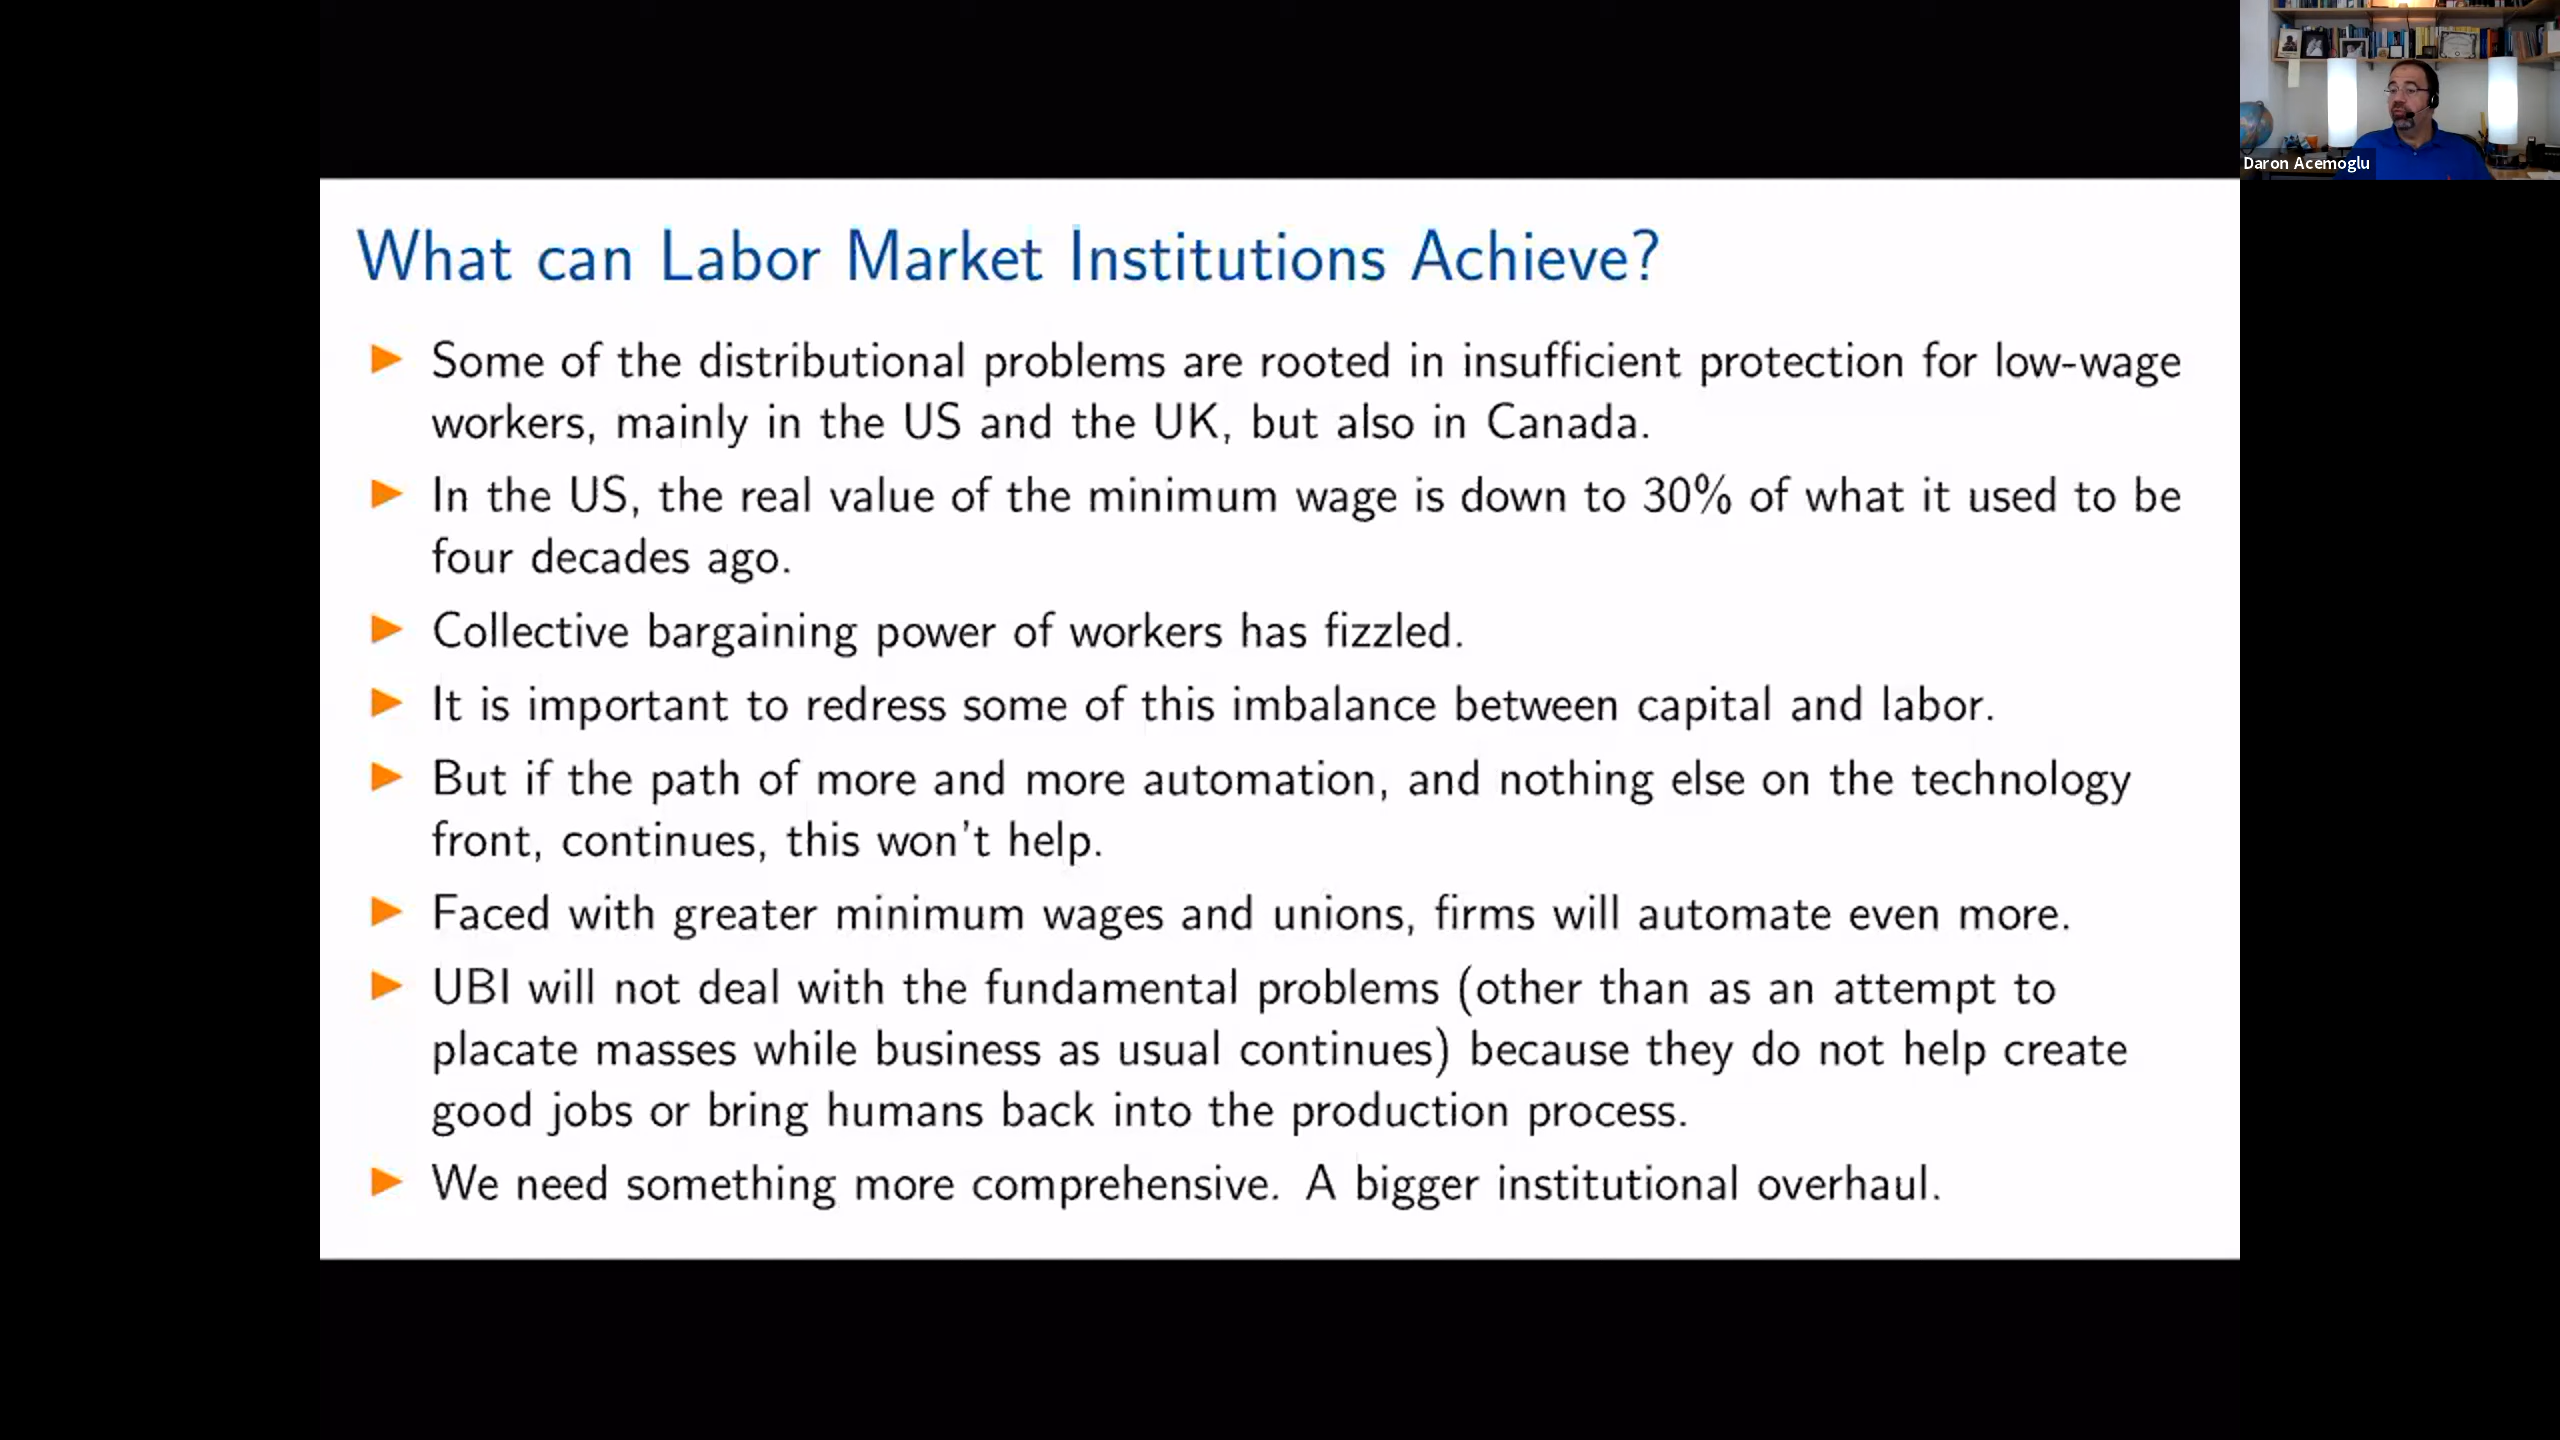 Daron Acemoglu
What can Labor Market Institutions Achieve?
Some of the distributional problems are rooted in insufficient protection for low-wage
workers, mainly in the US and the UK, but also in Canada.
In the US, the real value of the minimum wage is down to 30% of what it used to be
four decades ago.
Collective bargaining power of workers has fizzled.
It is important to redress some of this imbalance between capital and labor.
But if the path of more and more automation, and nothing else on the technology
front, continues, this won't help.
Faced with greater minimum wages and unions, firms will automate even more.
UBI will not deal with the fundamental problems (other than as an attempt to
placate masses while business as usual continues) because they do not help create
good jobs or bring humans back into the production process.
We need something more comprehensive. A bigger institutional overhaul.